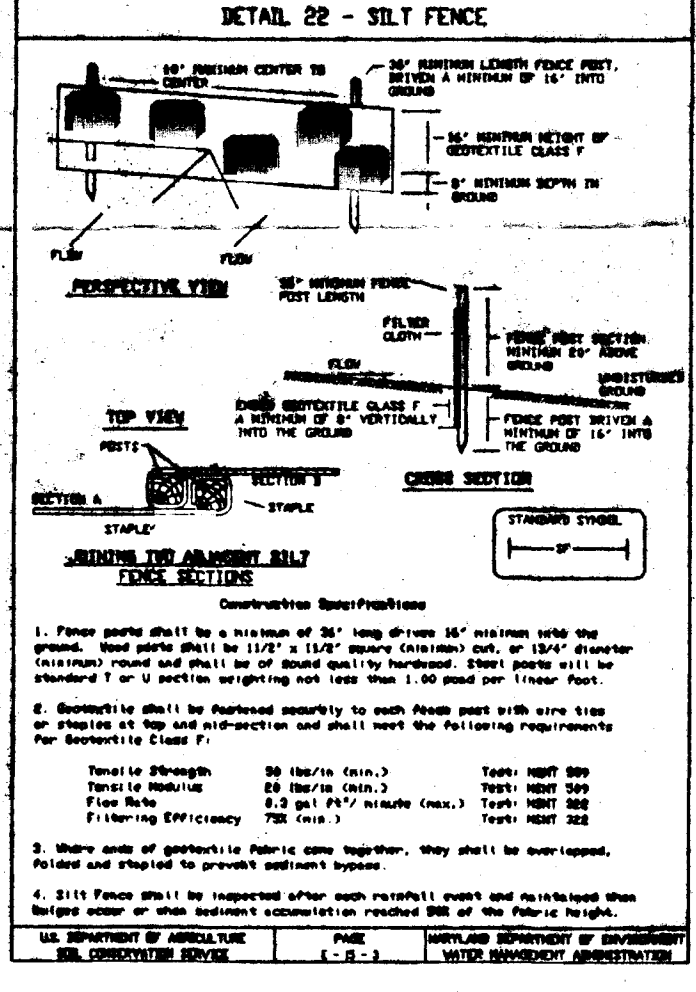 DETAIL 22 - SILT FENCE
10' MAXIMUM CENTER TO
CENTER
36" MINIMUM LENGTH FENCE POST,
DRIVEN A MINIMUM OF 16" INTO
GROUND
16" MINIMUM HEIGHT OF
GEOTEXTILE CLASS F
8" MINIMUM DEPTH IN
GROUND
FLOW
FLOW
PERSPECTIVE VIEW
36" MINIMUM FENCE
POST LENGTH
FILTER
CLOTH
FENCE POST SECTION
MINIMUM 20" ABOVE
GROUND
FLOW
UNDISTURBED
GROUND
EMBED GEOTEXTILE CLASS F
A MINIMUM OF 8" VERTICALLY
INTO THE GROUND
FENCE POST DRIVEN A
MINIMUM OF 16" INTO
THE GROUND
TOP VIEW
POSTS
SECTION B
SECTION A
STAPLE
STAPLE
CROSS SECTION
STANDARD SYMBOL
SF
JOINING TWO ADJACENT SILT
FENCE SECTIONS
Construction Specifications
1. Fence posts shall be a minimum of 36" long driven 16" minimum into the
ground. Wood posts shall be 11/2" x 11/2" square (minimum) cut, or 13/4" diameter
(minimum) round and shall be of sound quality hardwood. Steel posts will be
standard T or U section weighting not less than 1.00 pond per linear foot.
2. Geotextile shall be fastened securely to each fence post with wire ties
or staples at top and mid-section and shall meet the following requirements
for Geotextile Class F:
Tensile Strength 50 lbs/in (min.) Test: MSMT 509
Tensile Modulus 20 lbs/in (min.) Test: MSMT 509
Flow Rate 0.3 gal ft²/ minute (max.) Test: MSMT 322
Filtering Efficiency 75% (min.) Test: MSMT 322
3. Where ends of geotextile fabric come together, they shall be overlapped,
folded and stapled to prevent sediment bypass.
4. Silt Fence shall be inspected after each rainfall event and maintained when
bulges occur or when sediment accumulation reached 50% of the fabric height.
U.S. DEPARTMENT OF AGRICULTURE
SOIL CONSERVATION SERVICE
PAGE
E - 15 - 3
MARYLAND DEPARTMENT OF ENVIRONMENT
WATER MANAGEMENT ADMINISTRATION